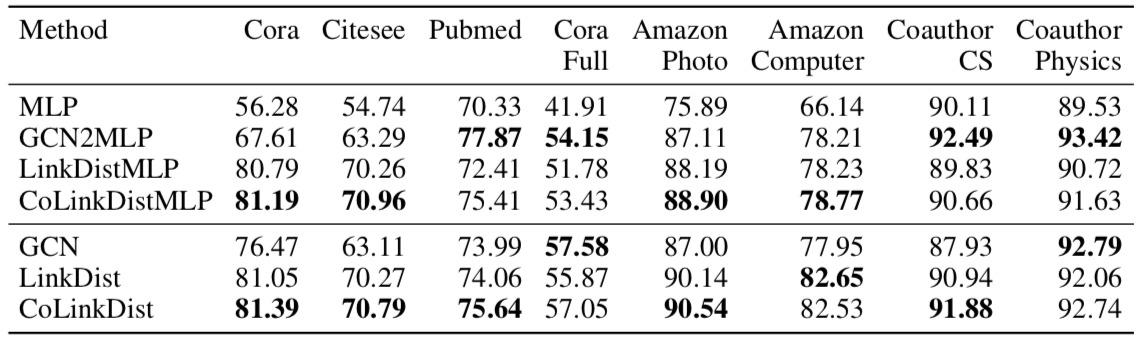 Method Cora Citesee Pubmed Cora Amazon Amazon Coauthor Coauthor
Full Photo Computer CS Physics
MLP 56.28 54.74 70.33 41.91 75.89 66.14 90.11 89.53
GCN2MLP 67.61 63.29 77.87 54.15 87.11 78.21 92.49 93.42
LinkDistMLP 80.79 70.26 72.41 51.78 88.19 78.23 89.83 90.72
CoLinkDistMLP 81.19 70.96 75.41 53.43 88.90 78.77 90.66 91.63
GCN 76.47 63.11 73.99 57.58 87.00 77.95 87.93 92.79
LinkDist 81.05 70.27 74.06 55.87 90.14 82.65 90.94 92.06
CoLinkDist 81.39 70.79 75.64 57.05 90.54 82.53 91.88 92.74